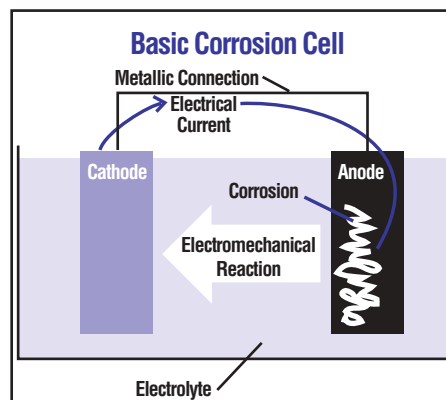 Basic Corrosion Cell
Metallic Connection
Electrical
Current
Cathode
Anode
Corrosion
Electromechanical
Reaction
Electrolyte